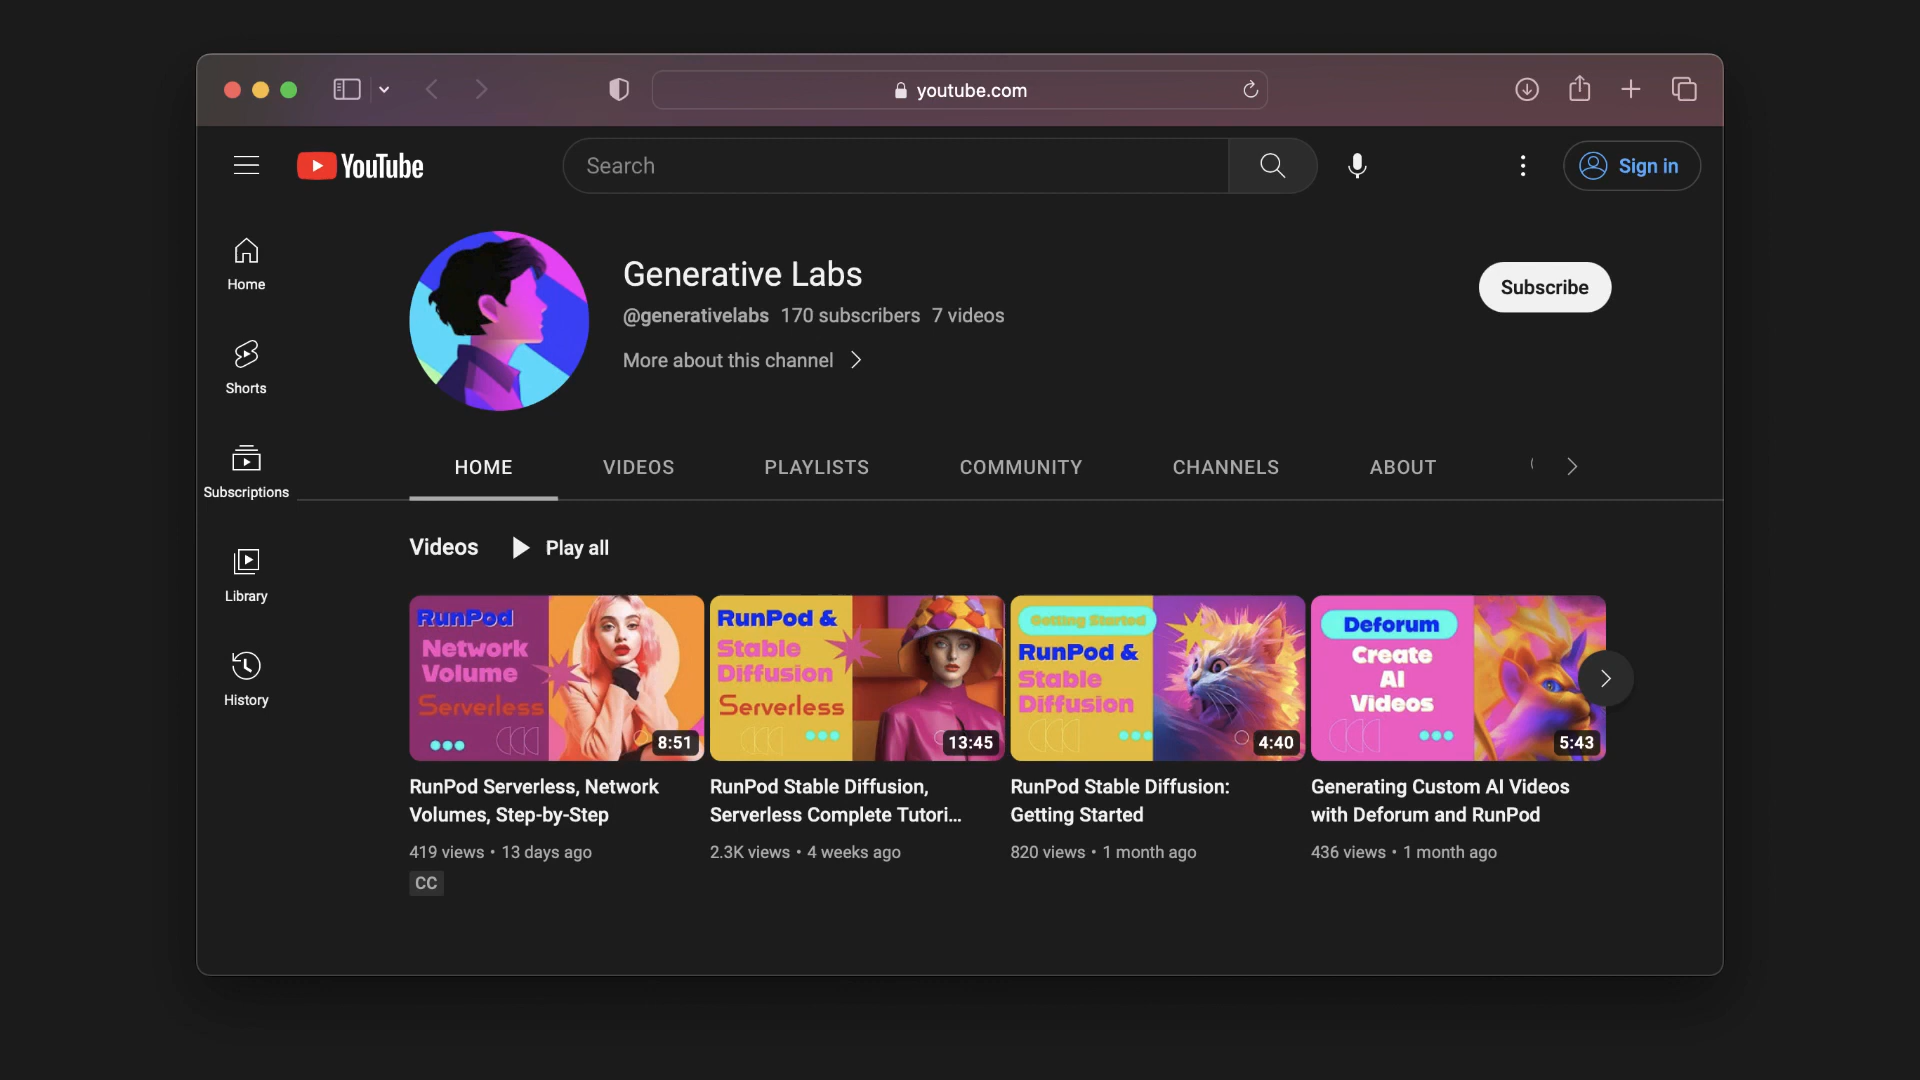 youtube.com
YouTube
Search
Sign in
Home
Shorts
Subscriptions
Library
History
Generative Labs
@generativelabs 170 subscribers 7 videos
More about this channel
Subscribe
HOME VIDEOS PLAYLISTS COMMUNITY CHANNELS ABOUT
Videos Play all
RunPod
Network
Volume
Serverless
8:51
RunPod Serverless, Network
Volumes, Step-by-Step
419 views • 13 days ago
CC
RunPod &
Stable
Diffusion
Serverless
13:45
RunPod Stable Diffusion,
Serverless Complete Tutori...
2.3K views • 4 weeks ago
Getting Started
RunPod &
Stable
Diffusion
4:40
RunPod Stable Diffusion:
Getting Started
820 views • 1 month ago
Deforum
Create
AI
Videos
5:43
Generating Custom AI Videos
with Deforum and RunPod
436 views • 1 month ago